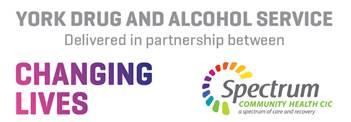 YORK DRUG AND ALCOHOL SERVICE
Delivered in partnership between
CHANGING
LIVES
Spectrum
COMMUNITY HEALTH CIC
a spectrum of care and recovery